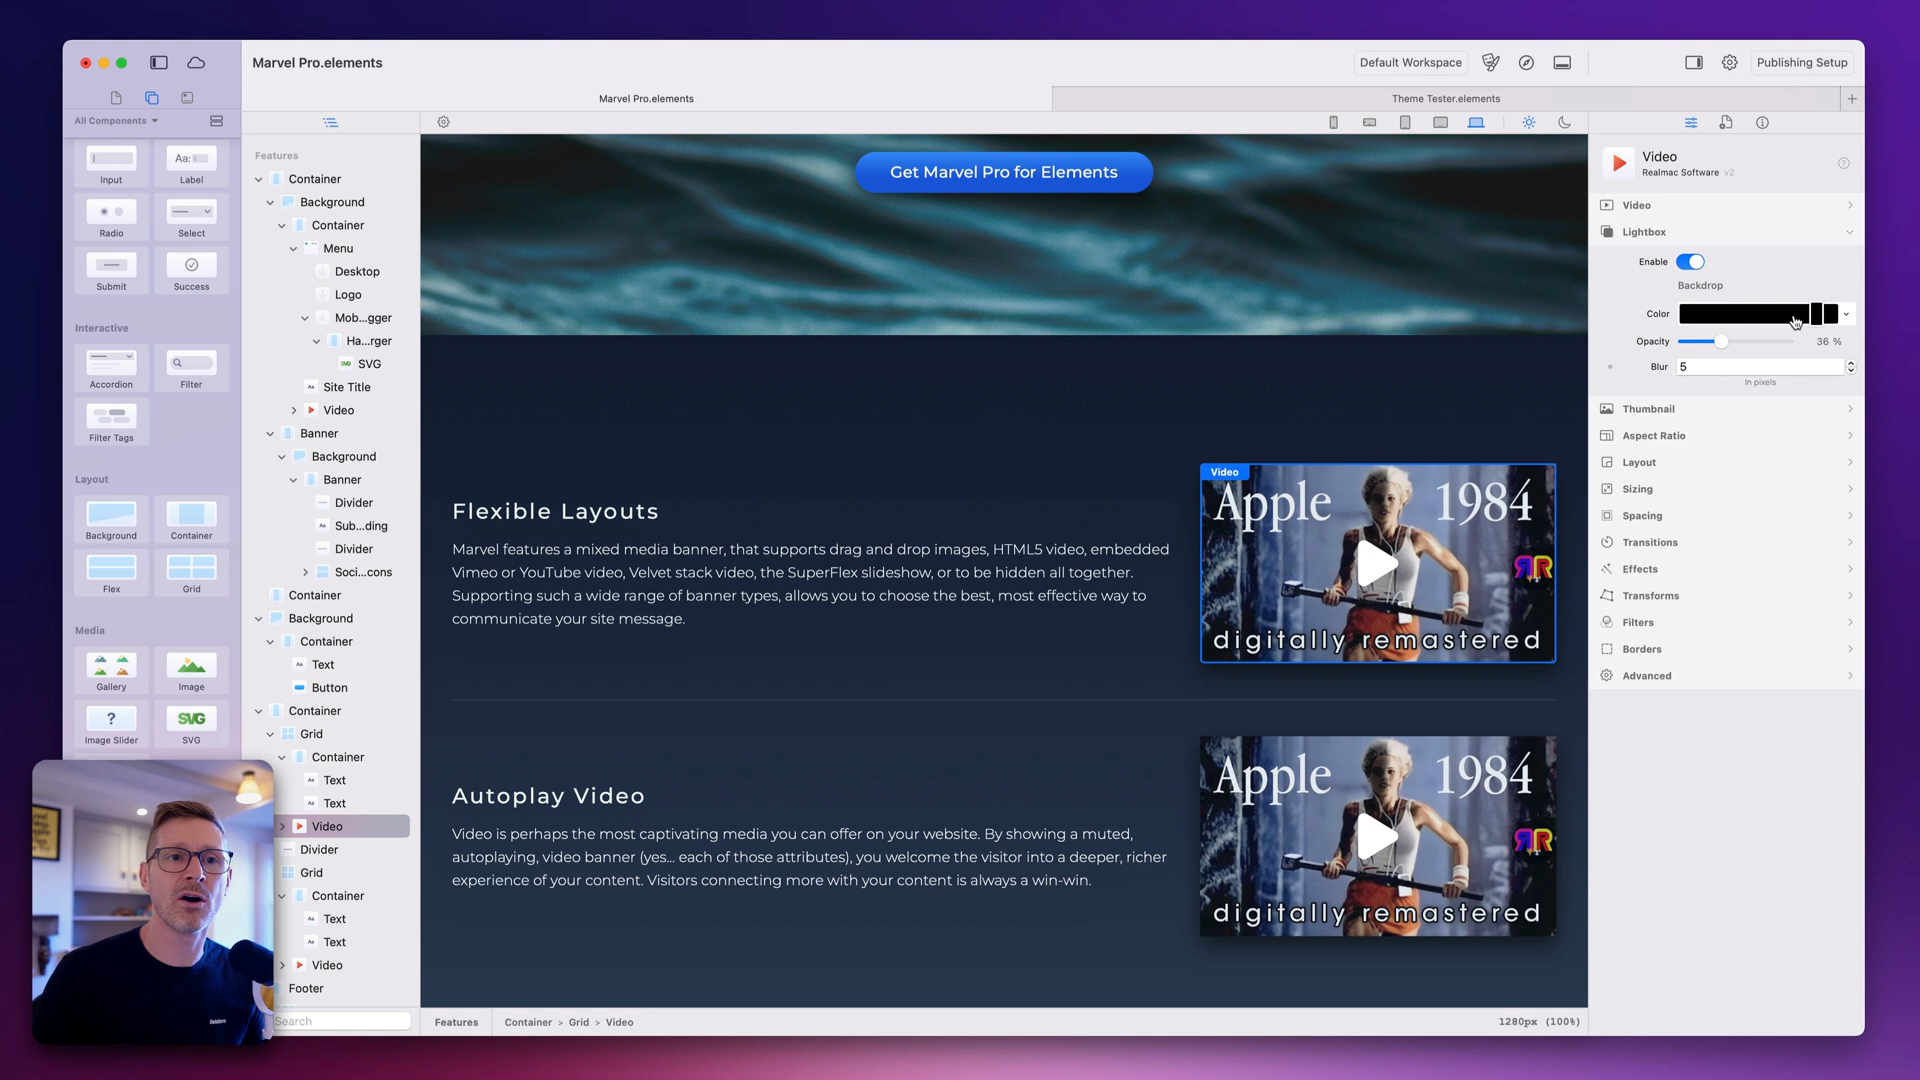 Marvel Pro.elements
Default Workspace
Publishing Setup
Marvel Pro.elements
Theme Tester.elements
All Components
Input
Aa:
Label
Radio
Select
Submit
Success
Interactive
Accordion
Filter
Filter Tags
Layout
Background
Container
Flex
Grid
Media
Gallery
Image
?
Image Slider
SVG
SVG
Features
Container
Background
Container
Menu
Desktop
Logo
Mob...gger
Ha...rger
SVG
Site Title
Video
Banner
Background
Banner
Divider
Sub...ding
Divider
Soci...cons
Container
Background
Container
Text
Button
Container
Grid
Container
Text
Text
Video
Divider
Grid
Container
Text
Text
Video
Footer
Search
Get Marvel Pro for Elements
Flexible Layouts
Marvel features a mixed media banner, that supports drag and drop images, HTML5 video, embedded
Vimeo or YouTube video, Velvet stack video, the SuperFlex slideshow, or to be hidden all together.
Supporting such a wide range of banner types, allows you to choose the best, most effective way to
communicate your site message.
Video
Apple 1984
RR
digitally remastered
Autoplay Video
Video is perhaps the most captivating media you can offer on your website. By showing a muted,
autoplaying, video banner (yes... each of those attributes), you welcome the visitor into a deeper, richer
experience of your content. Visitors connecting more with your content is always a win-win.
Apple 1984
RR
digitally remastered
Features
Container > Grid > Video
1280px (100%)
Video
Realmac Software v2
Video
Lightbox
Enable
Backdrop
Color
Opacity
36 %
Blur
5
In pixels
Thumbnail
Aspect Ratio
Layout
Sizing
Spacing
Transitions
Effects
Transforms
Filters
Borders
Advanced